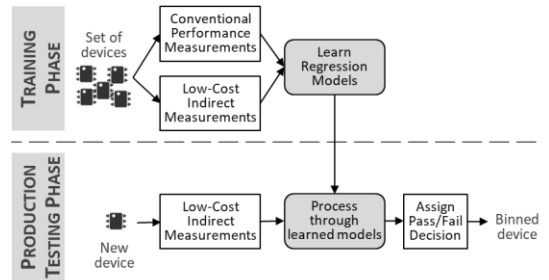 TRAINING
PHASE
Set of
devices
Conventional
Performance
Measurements
Low-Cost
Indirect
Measurements
Learn
Regression
Models
PRODUCTION
TESTING PHASE
New
device
Low-Cost
Indirect
Measurements
Process
through
learned models
Assign
Pass/Fail
Decision
Binned
device